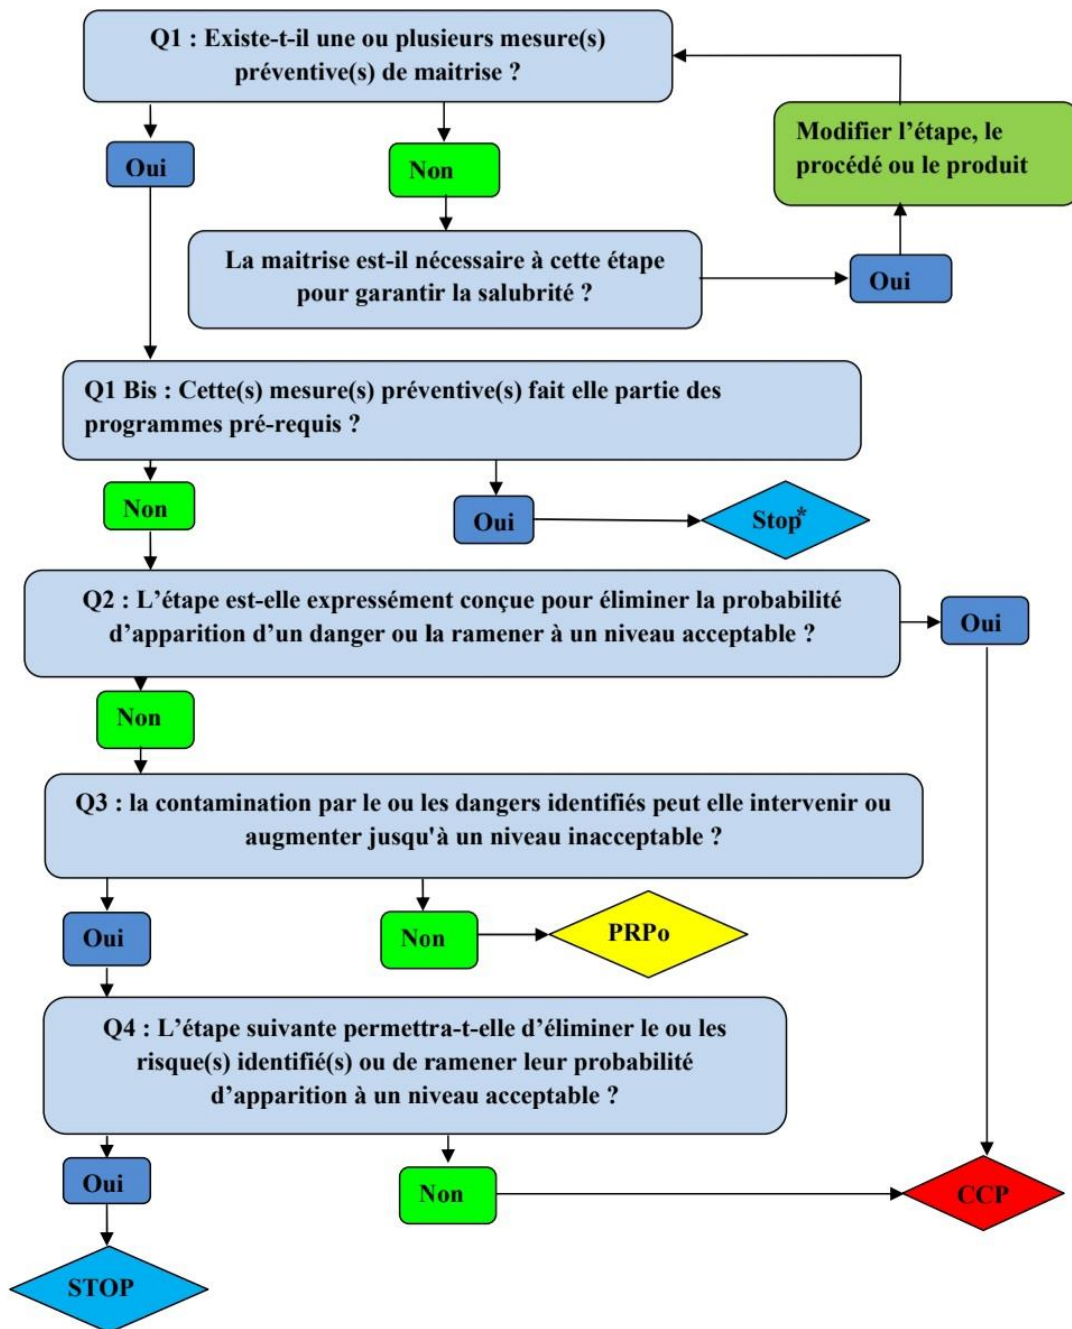 Q1 : Existe-t-il une ou plusieurs mesure(s)
préventive(s) de maitrise ?
Modifier l'étape, le
procédé ou le produit
Oui
Non
La maitrise est-il nécessaire à cette étape
pour garantir la salubrité ?
Oui
Q1 Bis : Cette(s) mesure(s) préventive(s) fait elle partie des
programmes pré-requis ?
Non
Oui
Stop*
Q2 : L'étape est-elle expressément conçue pour éliminer la probabilité
d'apparition d'un danger ou la ramener à un niveau acceptable ?
Oui
Non
Q3 : la contamination par le ou les dangers identifiés peut elle intervenir ou
augmenter jusqu'à un niveau inacceptable ?
Oui
Non
PRPo
Q4 : L'étape suivante permettra-t-elle d'éliminer le ou les
risque(s) identifié(s) ou de ramener leur probabilité
d'apparition à un niveau acceptable ?
Oui
Non
CCP
STOP